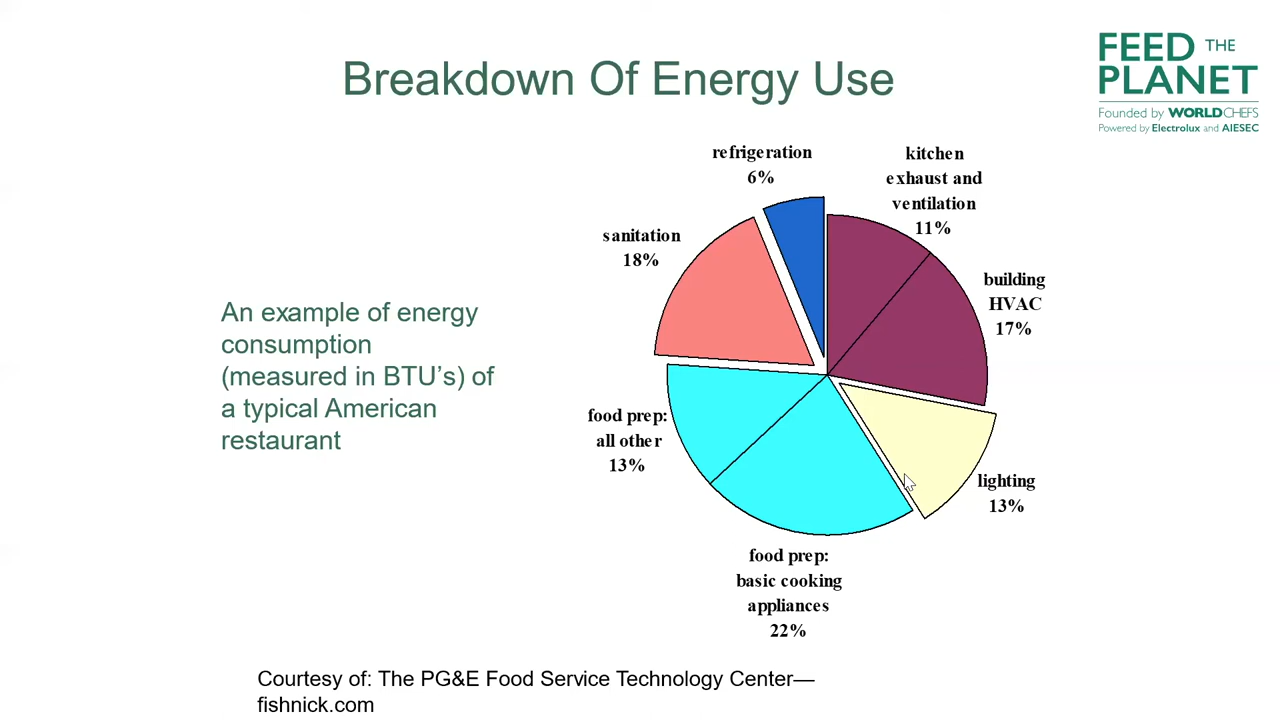 Breakdown Of Energy Use
FEED THE
PLANET
Founded by WORLDCHEFS
Powered by Electrolux and AIESEC
An example of energy
consumption
(measured in BTU’s) of
a typical American
restaurant
refrigeration
6%
kitchen
exhaust and
ventilation
11%
building
HVAC
17%
lighting
13%
food prep:
basic cooking
appliances
22%
food prep:
all other
13%
sanitation
18%
Courtesy of: The PG&E Food Service Technology Center—
fishnick.com